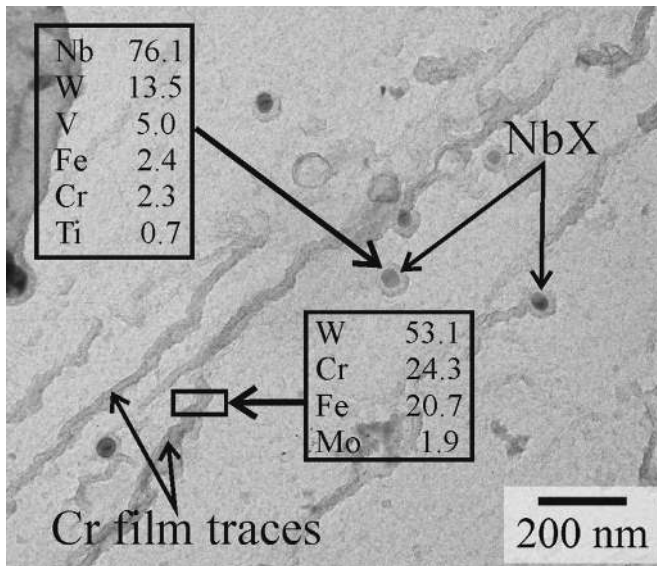 Nb 76.1
W 13.5
V 5.0
Fe 2.4
Cr 2.3
Ti 0.7
NbX
W 53.1
Cr 24.3
Fe 20.7
Mo 1.9
Cr film traces
200 nm